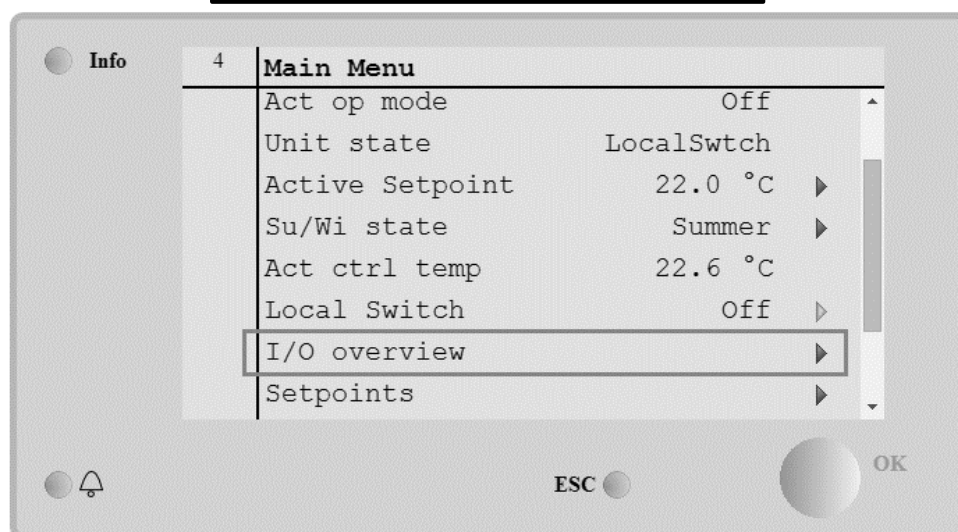 Info
4 Main Menu
Act op mode Off
Unit state LocalSwtch
Active Setpoint 22.0 °C
Su/Wi state Summer
Act ctrl temp 22.6 °C
Local Switch Off
I/O overview
Setpoints
ESC
OK